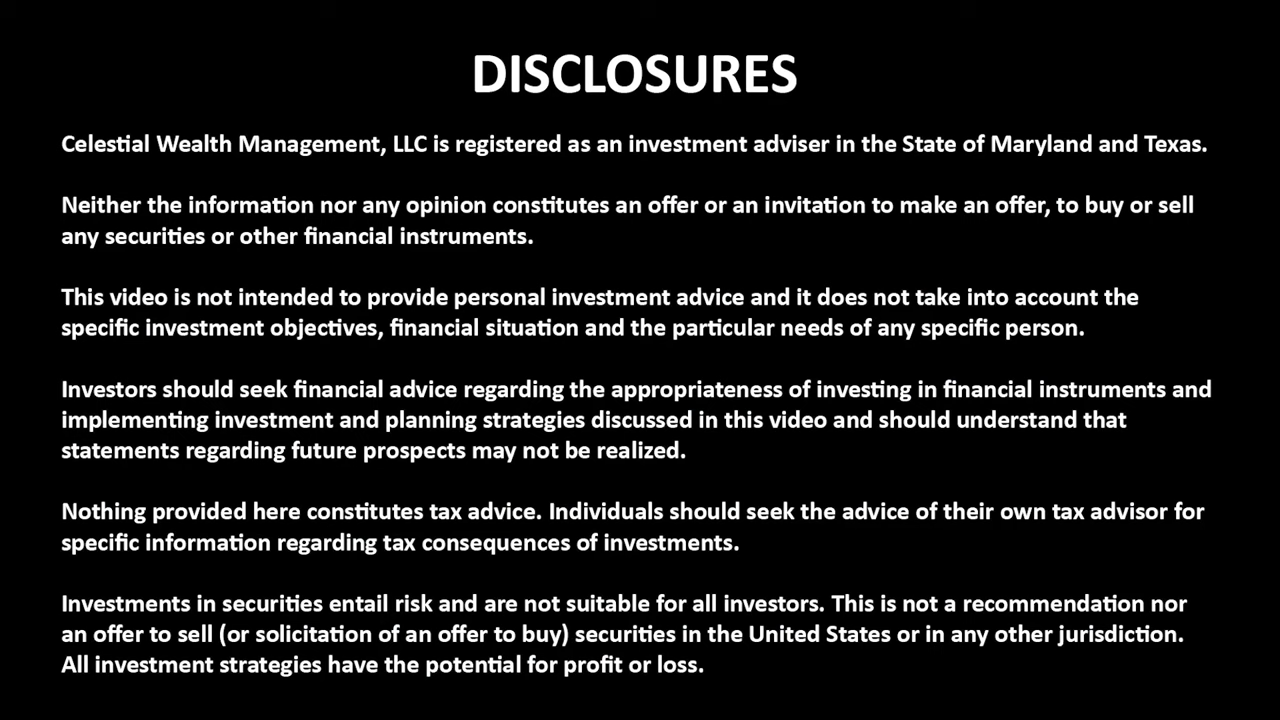 DISCLOSURES
Celestial Wealth Management, LLC is registered as an investment adviser in the State of Maryland and Texas.
Neither the information nor any opinion constitutes an offer or an invitation to make an offer, to buy or sell
any securities or other financial instruments.
This video is not intended to provide personal investment advice and it does not take into account the
specific investment objectives, financial situation and the particular needs of any specific person.
Investors should seek financial advice regarding the appropriateness of investing in financial instruments and
implementing investment and planning strategies discussed in this video and should understand that
statements regarding future prospects may not be realized.
Nothing provided here constitutes tax advice. Individuals should seek the advice of their own tax advisor for
specific information regarding tax consequences of investments.
Investments in securities entail risk and are not suitable for all investors. This is not a recommendation nor
an offer to sell (or solicitation of an offer to buy) securities in the United States or in any other jurisdiction.
All investment strategies have the potential for profit or loss.